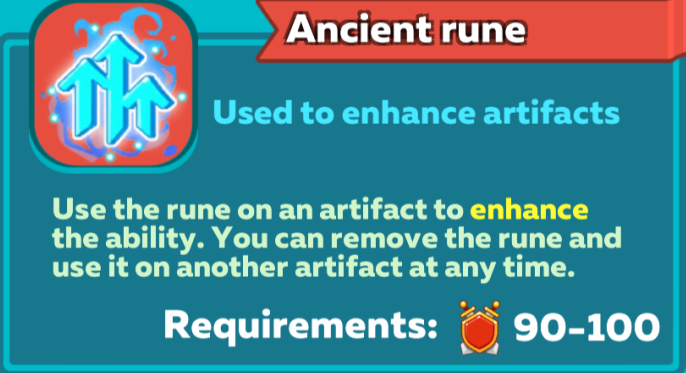 Ancient rune
Used to enhance artifacts
Use the rune on an artifact to enhance
the ability. You can remove the rune and
use it on another artifact at any time.
Requirements: 90-100